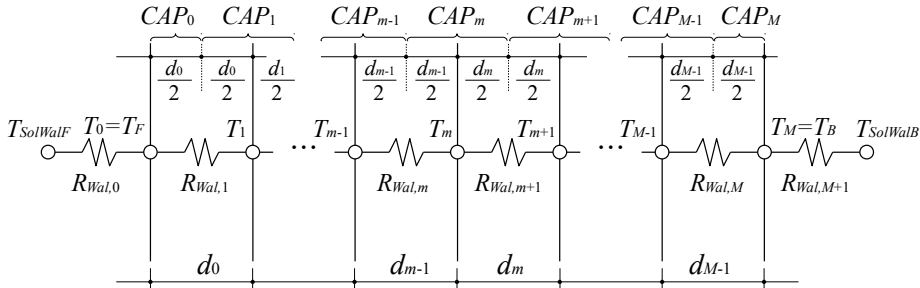 CAP0 CAP1 CAPm-1 CAPm CAPm+1 CAPM-1 CAPM
d0/2 d0/2 d1/2 dm-1/2 dm-1/2 dm/2 dm/2 dM-1/2 dM-1/2
TSolWalF T0=TF T1 Tm-1 Tm Tm+1 TM-1 TM=TB TSolWalB
... ...
RWal,0 RWal,1 RWal,m RWal,m+1 RWal,M RWal,M+1
d0 dm-1 dm dM-1